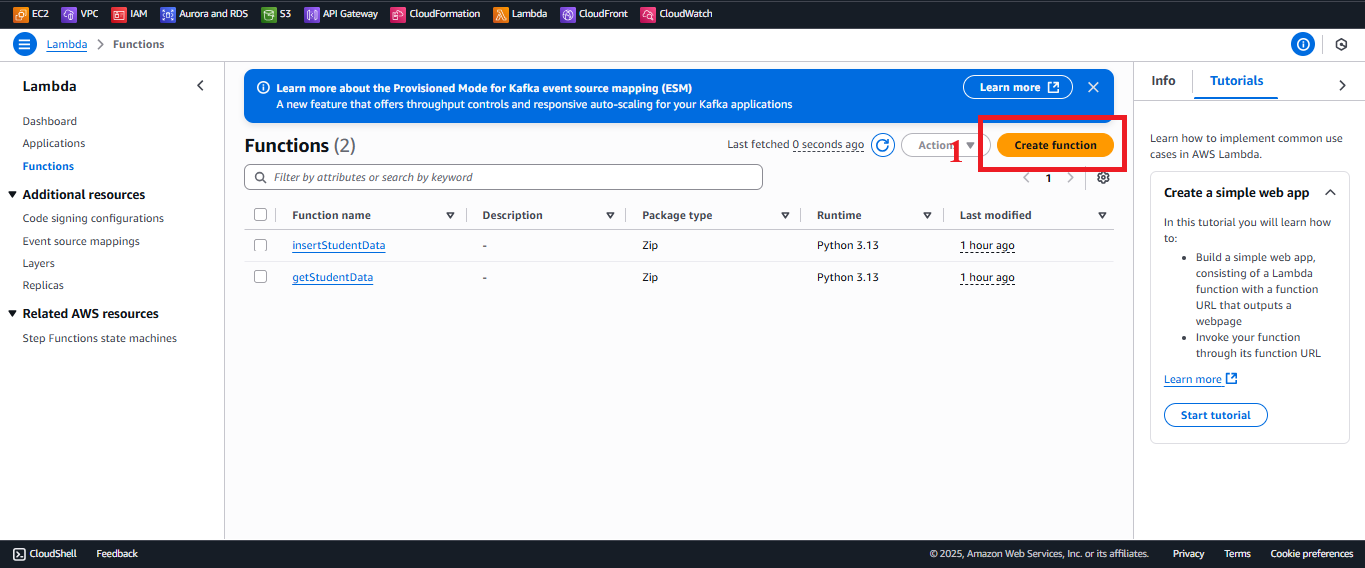 EC2 VPC IAM Aurora and RDS S3 API Gateway CloudFormation Lambda CloudFront CloudWatch
Lambda > Functions
Lambda
Dashboard
Applications
Functions
Additional resources
Code signing configurations
Event source mappings
Layers
Replicas
Related AWS resources
Step Functions state machines
Learn more about the Provisioned Mode for Kafka event source mapping (ESM)
A new feature that offers throughput controls and responsive auto-scaling for your Kafka applications
Learn more
Functions (2)
Last fetched 0 seconds ago
1
Create function
Filter by attributes or search by keyword
1
Function name Description Package type Runtime Last modified
insertStudentData - Zip Python 3.13 1 hour ago
getStudentData - Zip Python 3.13 1 hour ago
Info Tutorials
Learn how to implement common use
cases in AWS Lambda.
Create a simple web app
In this tutorial you will learn how
to:
• Build a simple web app,
consisting of a Lambda
function with a function
URL that outputs a
webpage
• Invoke your function
through its function URL
Learn more
Start tutorial
CloudShell Feedback
© 2025, Amazon Web Services, Inc. or its affiliates. Privacy Terms Cookie preferences